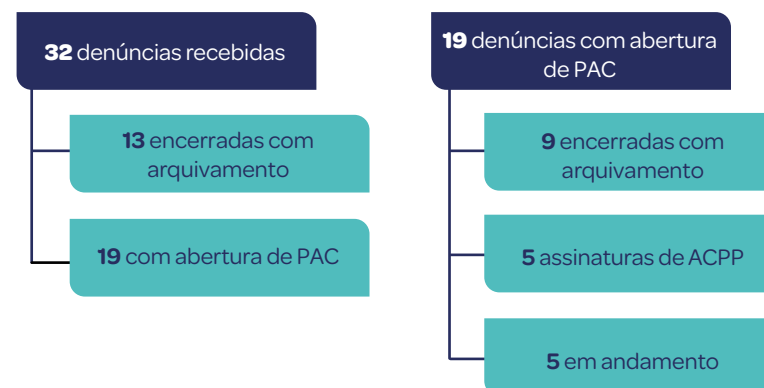 32 denúncias recebidas
13 encerradas com
arquivamento
19 com abertura de PAC
19 denúncias com abertura
de PAC
9 encerradas com
arquivamento
5 assinaturas de ACPP
5 em andamento